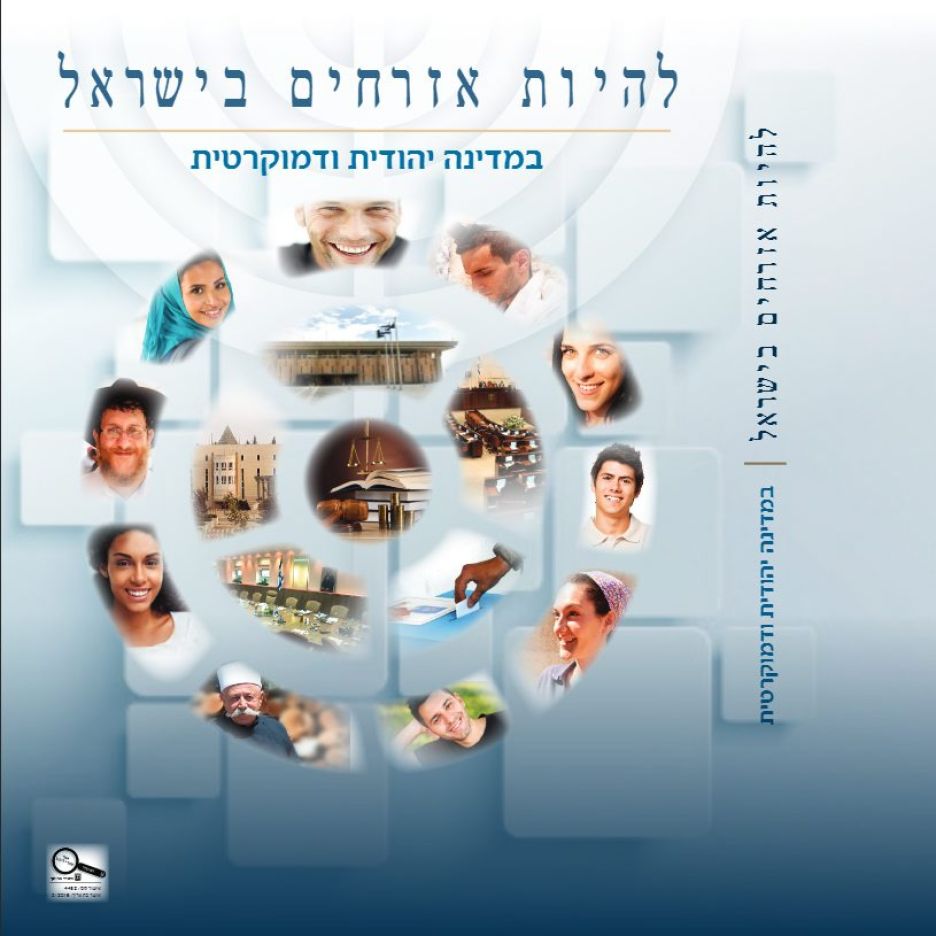 להיות אזרחים בישראל
במדינה יהודית ודמוקרטית
להיות אזרחים בישראל | במדינה יהודית ודמוקרטית